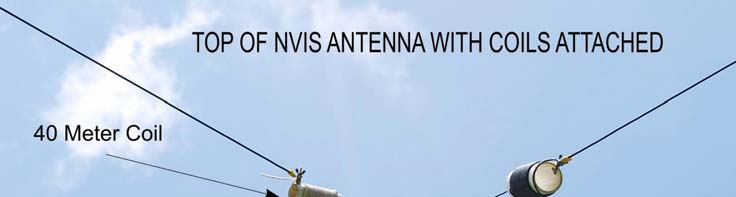 TOP OF NVIS ANTENNA WITH COILS ATTACHED
40 Meter Coil